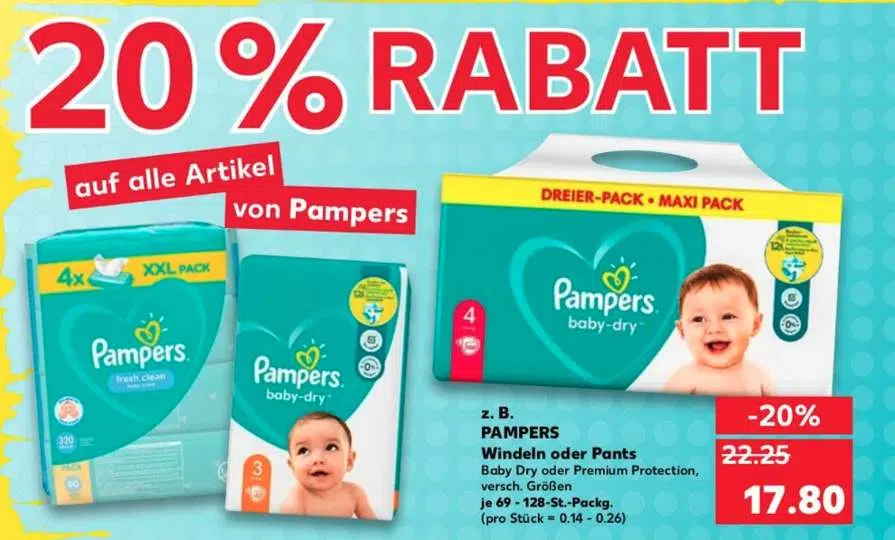 20% RABATT
auf alle Artikel
von Pampers
4x XXL PACK
Pampers
fresh clean
320
PACK
80
Pampers
baby-dry
3
DREIER-PACK • MAXI PACK
Pampers
baby-dry
4
z. B.
PAMPERS
Windeln oder Pants
Baby Dry oder Premium Protection,
versch. Größen
je 69 - 128-St.-Packg.
(pro Stück = 0.14 - 0.26)
-20%
22.25
17.80